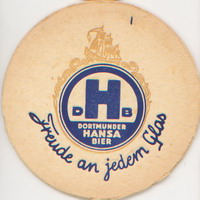 D H B
DORTMUNDER
HANSA
BIER
Freude an jedem Glas